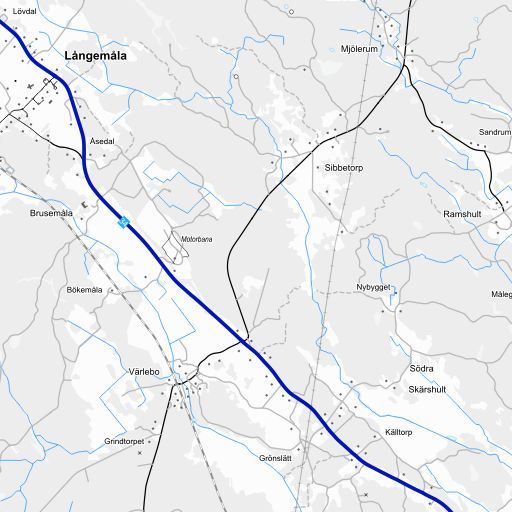 Lövdal
Långemåla
Mjölerum
Åsedal
Sandrum
Sibbetorp
Brusemåla
Ramshult
Motorbana
Bökemåla
Nybygget
Måleg
Värlebo
Södra
Skärshult
Källtorp
Grindtorpet
Grönslätt